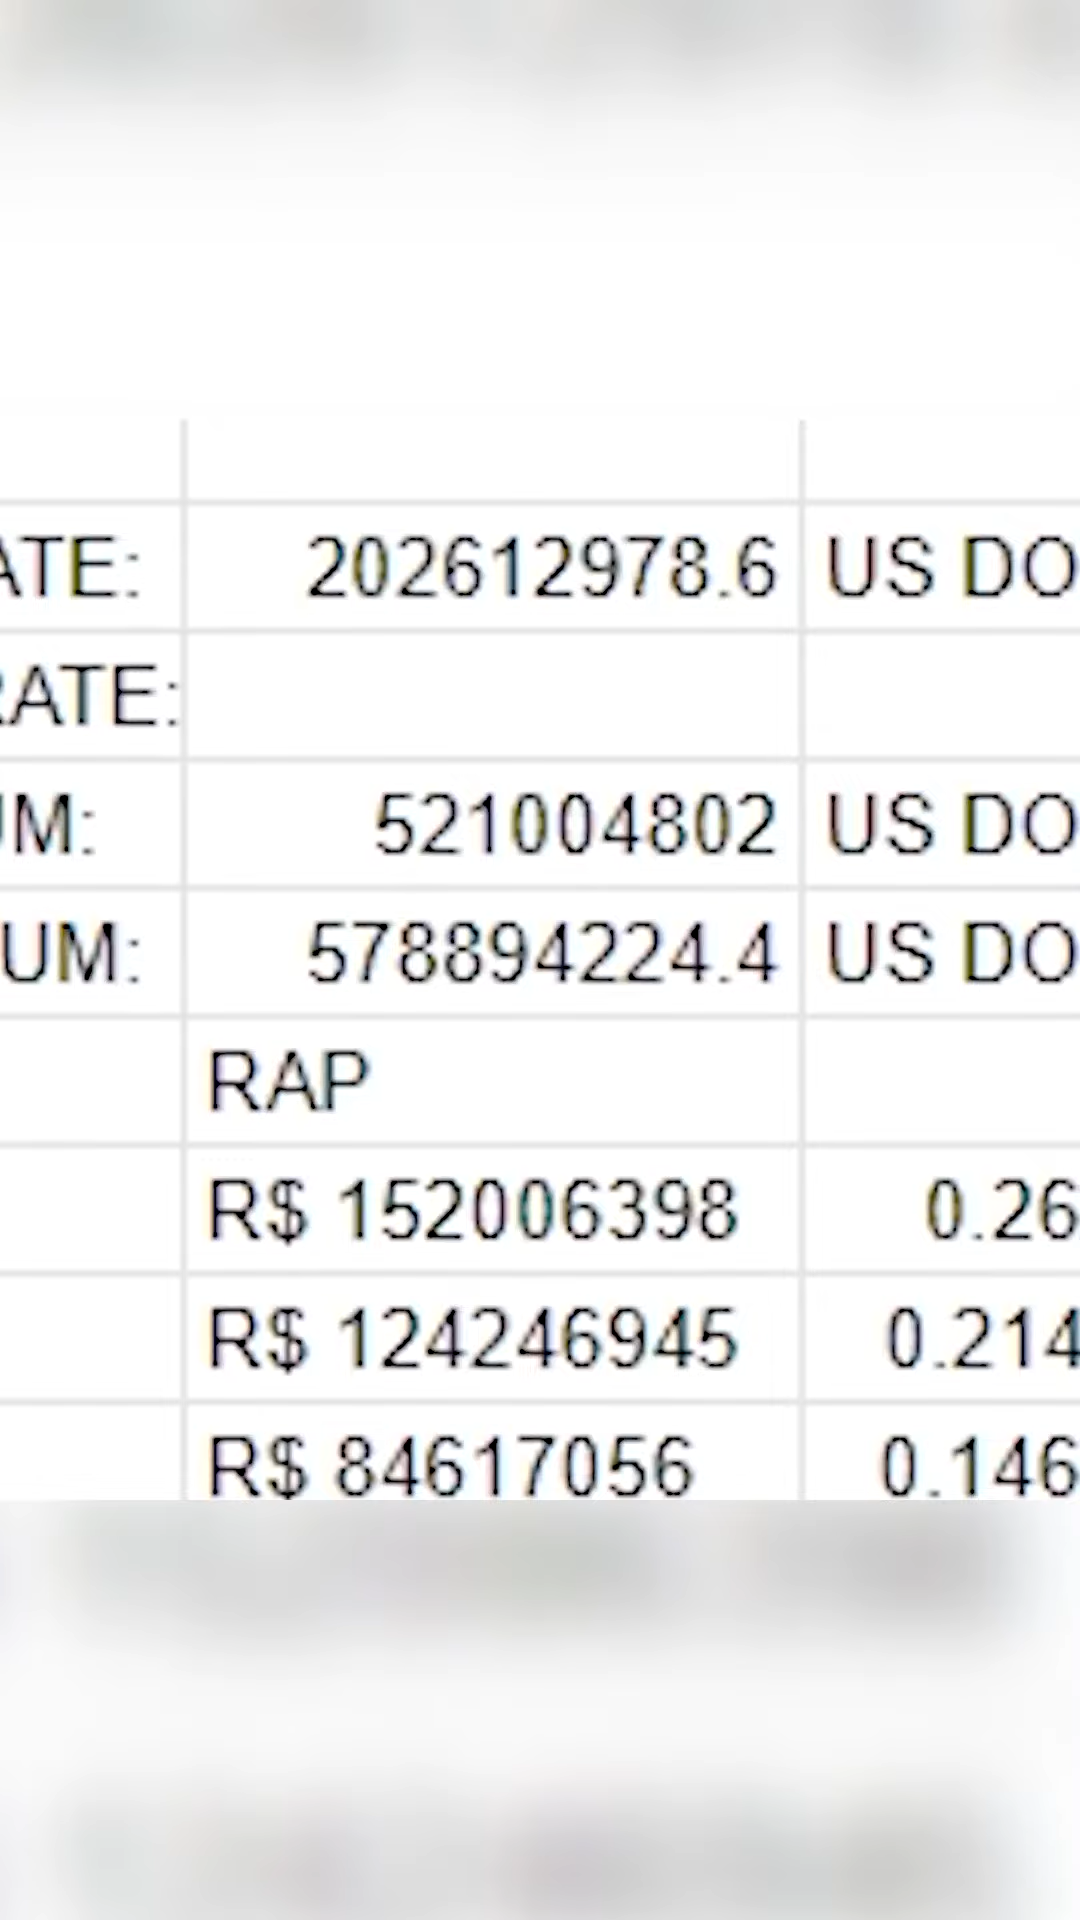 ATE: 202612978.6 US DO
RATE:
UM: 521004802 US DO
UM: 578894224.4 US DO
RAP
R$ 152006398 0.26
R$ 124246945 0.214
R$ 84617056 0.146